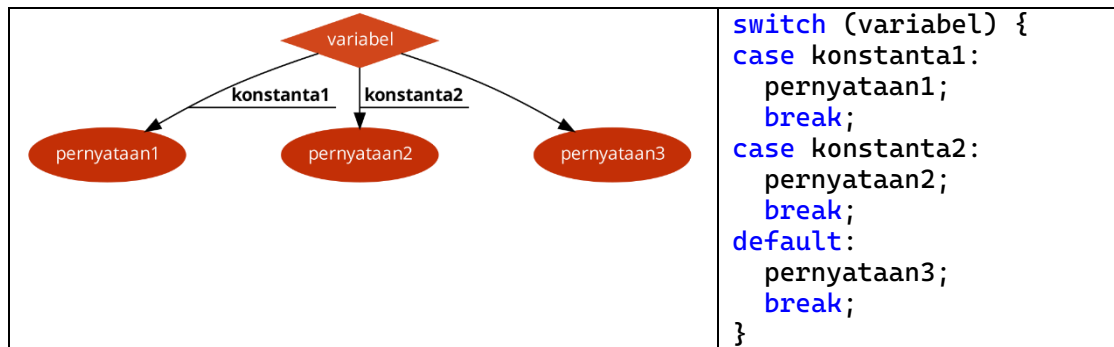 variabel
konstanta1
konstanta2
pernyataan1
pernyataan2
pernyataan3
switch (variabel) {
case konstanta1:
  pernyataan1;
  break;
case konstanta2:
  pernyataan2;
  break;
default:
  pernyataan3;
  break;
}